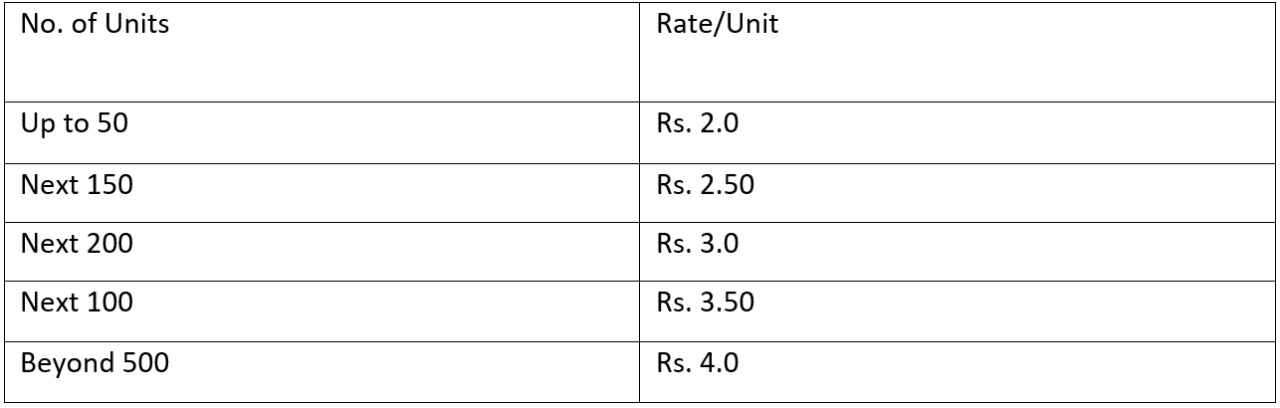 No. of Units Rate/Unit
Up to 50 Rs. 2.0
Next 150 Rs. 2.50
Next 200 Rs. 3.0
Next 100 Rs. 3.50
Beyond 500 Rs. 4.0